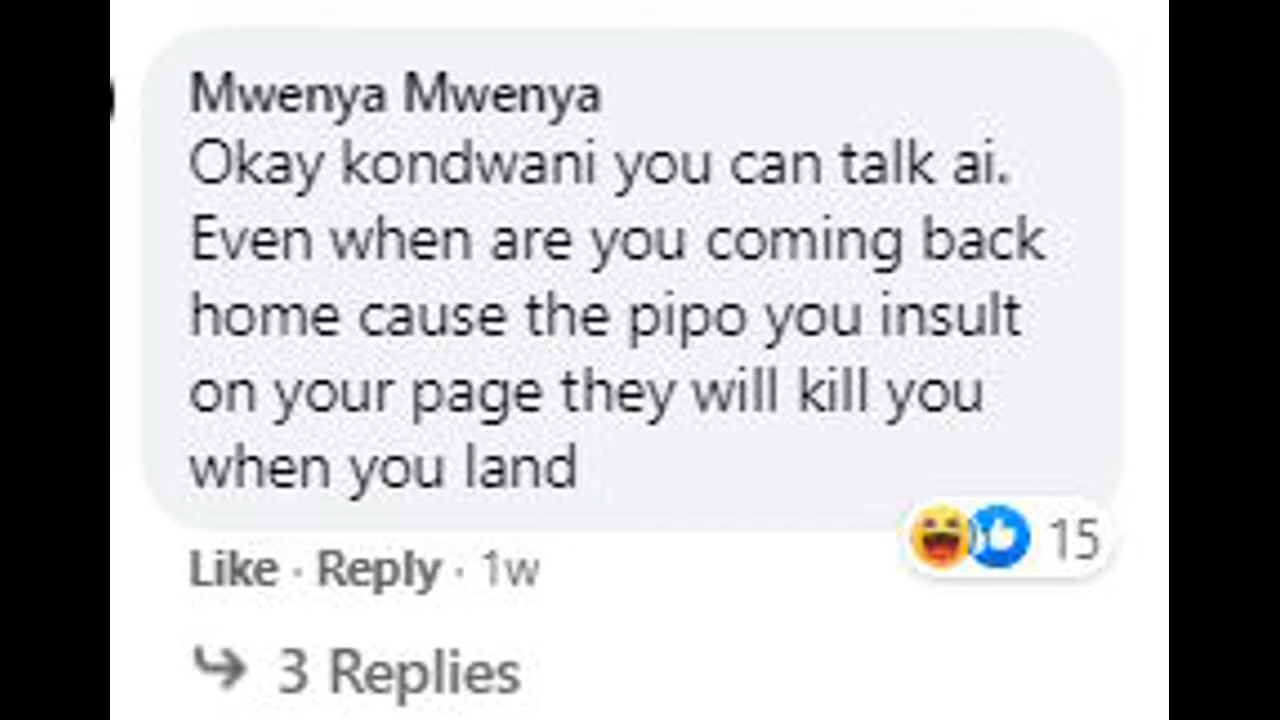 Mwenya Mwenya
Okay kondwani you can talk ai.
Even when are you coming back
home cause the pipo you insult
on your page they will kill you
when you land
15
Like · Reply · 1w
3 Replies